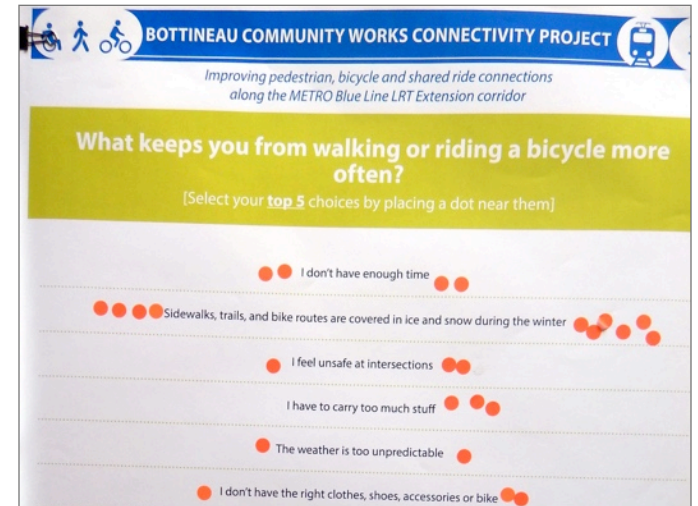 BOTTINEAU COMMUNITY WORKS CONNECTIVITY PROJECT
Improving pedestrian, bicycle and shared ride connections
along the METRO Blue Line LRT Extension corridor
What keeps you from walking or riding a bicycle more
often?
[Select your top 5 choices by placing a dot near them]
I don't have enough time
Sidewalks, trails, and bike routes are covered in ice and snow during the winter
I feel unsafe at intersections
I have to carry too much stuff
The weather is too unpredictable
I don't have the right clothes, shoes, accessories or bike